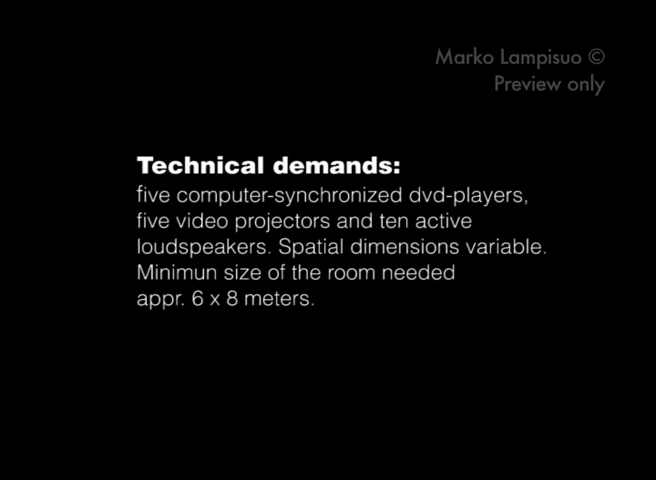 Marko Lampisuo ©
Preview only
Technical demands:
five computer-synchronized dvd-players,
five video projectors and ten active
loudspeakers. Spatial dimensions variable.
Minimun size of the room needed
appr. 6 x 8 meters.